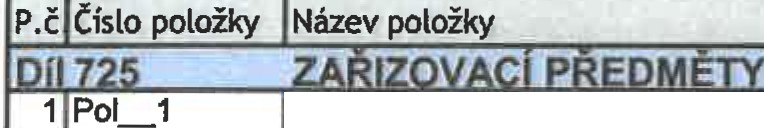 P.č Číslo položky Název položky
Díl 725 ZAŘIZOVACÍ PŘEDMĚTY
1 Pol__1